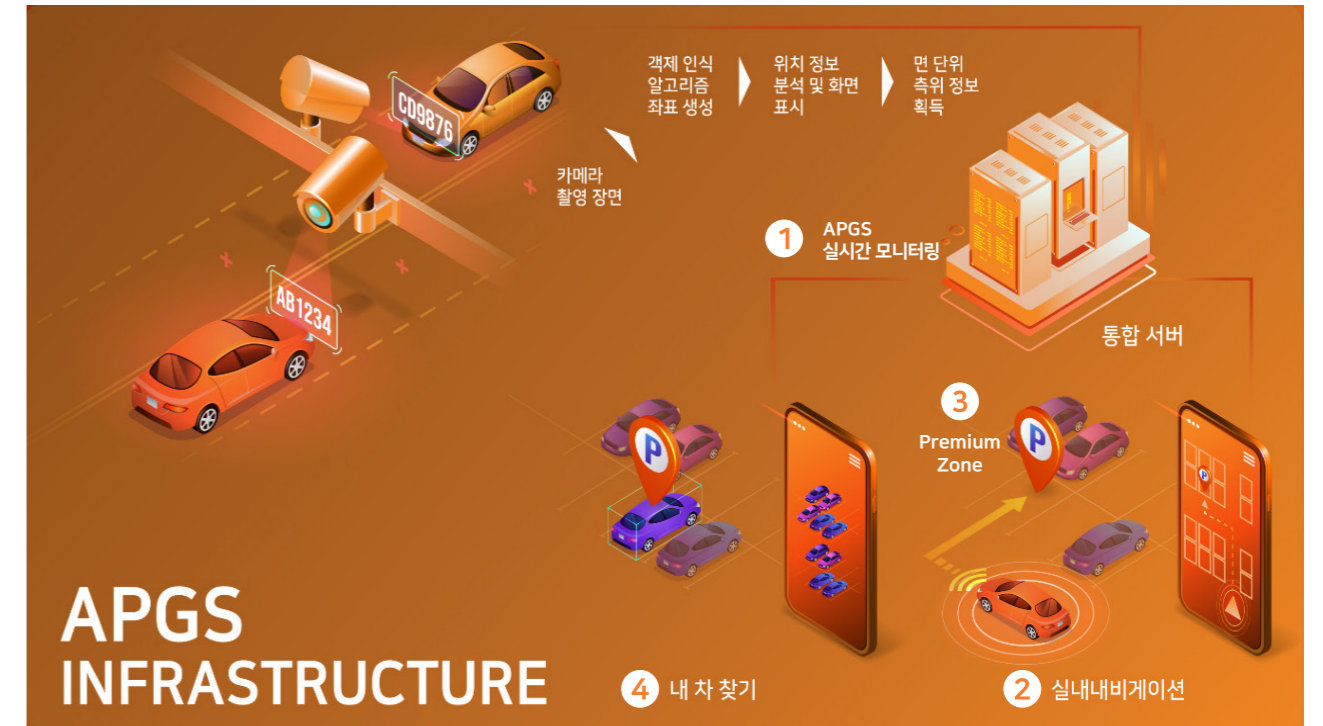 객체 인식
알고리즘
좌표 생성
위치 정보
분석 및 화면
표시
면 단위
측위 정보
획득
CD9876
카메라
촬영 장면
1
APGS
실시간 모니터링
AB1234
통합 서버
3
Premium
Zone
P
P
P
APGS
INFRASTRUCTURE
4 내 차 찾기
2 실내내비게이션